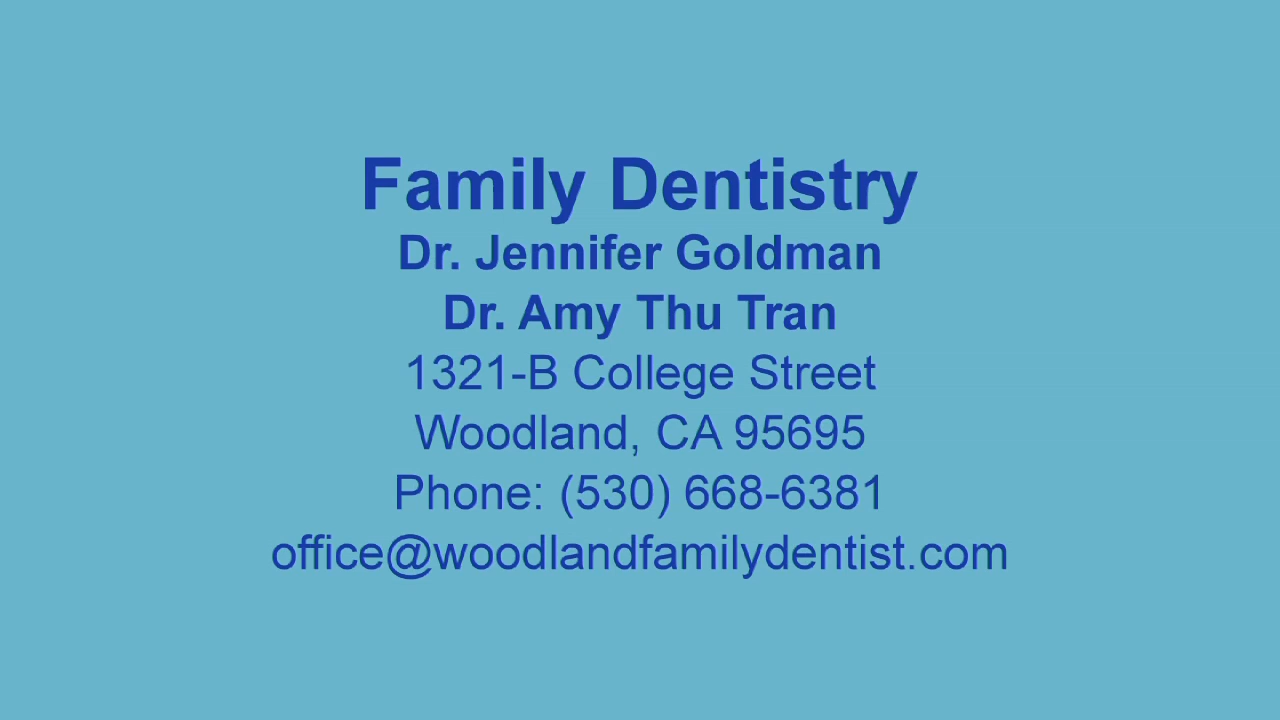 Family Dentistry
Dr. Jennifer Goldman
Dr. Amy Thu Tran
1321-B College Street
Woodland, CA 95695
Phone: (530) 668-6381
office@woodlandfamilydentist.com